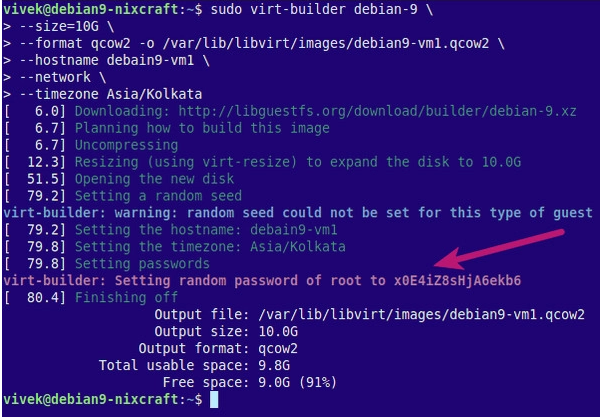 vivek@debian9-nixcraft:~$ sudo virt-builder debian-9 \
> --size=10G \
> --format qcow2 -o /var/lib/libvirt/images/debian9-vm1.qcow2 \
> --hostname debain9-vm1 \
> --network \
> --timezone Asia/Kolkata
[   6.0] Downloading: http://libguestfs.org/download/builder/debian-9.xz
[   6.7] Planning how to build this image
[   6.7] Uncompressing
[  12.3] Resizing (using virt-resize) to expand the disk to 10.0G
[  51.5] Opening the new disk
[  79.2] Setting a random seed
virt-builder: warning: random seed could not be set for this type of guest
[  79.2] Setting the hostname: debain9-vm1
[  79.8] Setting the timezone: Asia/Kolkata
[  79.8] Setting passwords
virt-builder: Setting random password of root to x0E4iZ8sHjA6ekb6
[  80.4] Finishing off
Output file: /var/lib/libvirt/images/debian9-vm1.qcow2
Output size: 10.0G
Output format: qcow2
Total usable space: 9.8G
Free space: 9.0G (91%)
vivek@debian9-nixcraft:~$